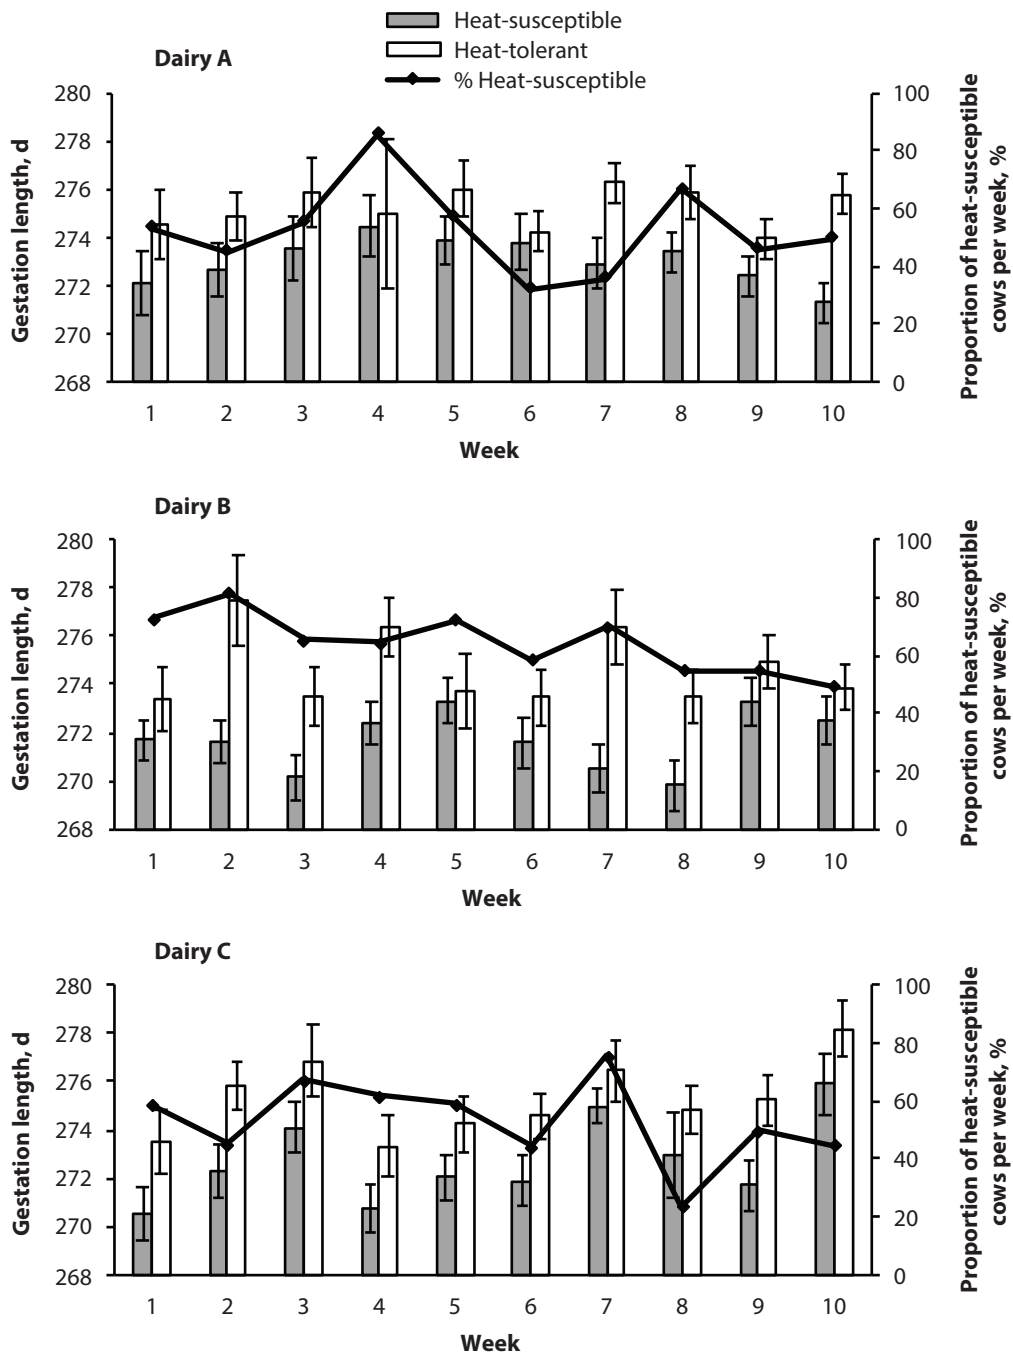 Heat-susceptible
Heat-tolerant
% Heat-susceptible
Dairy A
Gestation length, d
280
278
276
274
272
270
268
100
80
60
40
20
0
Proportion of heat-susceptible
cows per week, %
1 2 3 4 5 6 7 8 9 10
Week
Dairy B
Gestation length, d
280
278
276
274
272
270
268
100
80
60
40
20
0
Proportion of heat-susceptible
cows per week, %
1 2 3 4 5 6 7 8 9 10
Week
Dairy C
Gestation length, d
280
278
276
274
272
270
268
100
80
60
40
20
0
Proportion of heat-susceptible
cows per week, %
1 2 3 4 5 6 7 8 9 10
Week